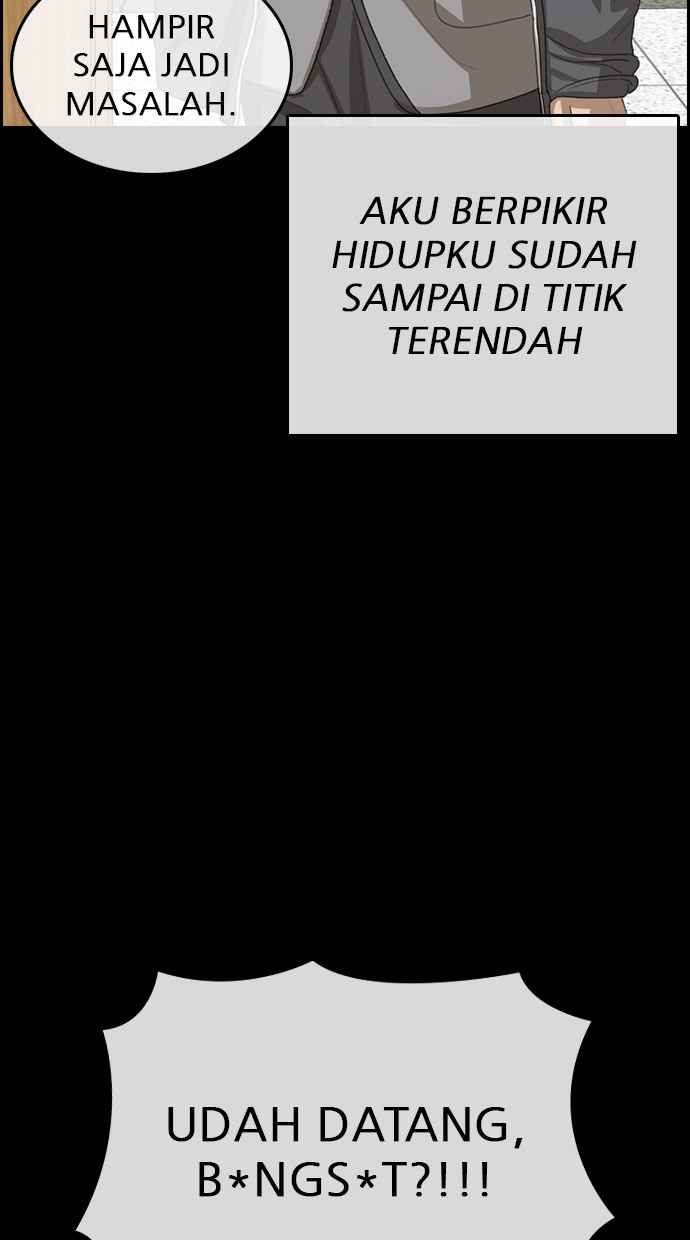 HAMPIR
SAJA JADI
MASALAH.
AKU BERPIKIR
HIDUPKU SUDAH
SAMPAI DI TITIK
TERENDAH
UDAH DATANG,
B*NGS*T?!!!